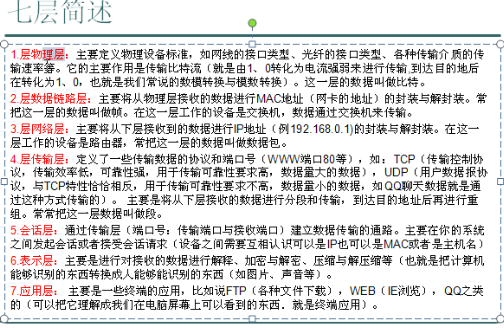 七层简述
1.层物理层：主要定义物理设备标准，如网线的接口类型、光纤的接口类型、各种传输介质的传
输速率等。它的主要作用是传输比特流（就是由1、0转化为电流强弱来进行传输,到达目的地后
在转化为1、0，也就是我们常说的数模转换与模数转换）。这一层的数据叫做比特。
2.层数据链路层：主要将从物理层接收的数据进行MAC地址（网卡的地址）的封装与解封装。常
把这一层的数据叫做帧。在这一层工作的设备是交换机，数据通过交换机来传输。
3.层网络层：主要将从下层接收到的数据进行IP地址（例192.168.0.1)的封装与解封装。在这一
层工作的设备是路由器，常把这一层的数据叫做数据包。
4.层传输层：定义了一些传输数据的协议和端口号（WWW端口80等），如：TCP（传输控制协
议，传输效率低，可靠性强，用于传输可靠性要求高，数据量大的数据），UDP（用户数据报协
议，与TCP特性恰恰相反，用于传输可靠性要求不高，数据量小的数据，如QQ聊天数据就是通
过这种方式传输的）。 主要是将从下层接收的数据进行分段和传输，到达目的地址后再进行重
组。常常把这一层数据叫做段。
5.会话层：通过传输层（端口号：传输端口与接收端口）建立数据传输的通路。主要在你的系统
之间发起会话或者接受会话请求（设备之间需要互相认识可以是IP也可以是MAC或者是主机名）
6.表示层：主要是进行对接收的数据进行解释、加密与解密、压缩与解压缩等（也就是把计算机
能够识别的东西转换成人能够能识别的东西（如图片、声音等）。
7.应用层： 主要是一些终端的应用，比如说FTP（各种文件下载），WEB（IE浏览），QQ之类
的（可以把它理解成我们在电脑屏幕上可以看到的东西．就是终端应用）。